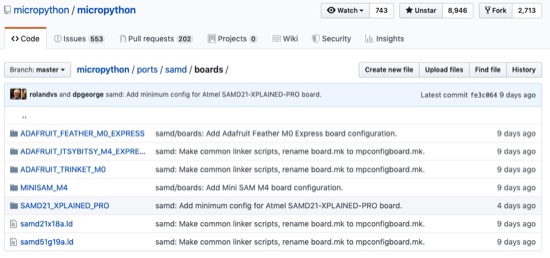 micropython / micropython
Watch 743 Unstar 8,946 Fork 2,713
Code Issues 553 Pull requests 202 Projects 0 Wiki Security Insights
Branch: master micropython / ports / samd / boards / Create new file Upload files Find file History
rolandvs and dpgeorge samd: Add minimum config for Atmel SAMD21-XPLAINED-PRO board. Latest commit fe3c064 9 days ago
..
ADAFRUIT_FEATHER_M0_EXPRESS samd/boards: Add Adafruit Feather M0 Express board configuration. 9 days ago
ADAFRUIT_ITSYBITSY_M4_EXPRE... samd: Make common linker scripts, rename board.mk to mpconfigboard.mk. 9 days ago
ADAFRUIT_TRINKET_M0 samd: Make common linker scripts, rename board.mk to mpconfigboard.mk. 9 days ago
MINISAM_M4 samd/boards: Add Mini SAM M4 board configuration. 9 days ago
SAMD21_XPLAINED_PRO samd: Add minimum config for Atmel SAMD21-XPLAINED-PRO board. 4 days ago
samd21x18a.ld samd: Make common linker scripts, rename board.mk to mpconfigboard.mk. 9 days ago
samd51g19a.ld samd: Make common linker scripts, rename board.mk to mpconfigboard.mk. 9 days ago